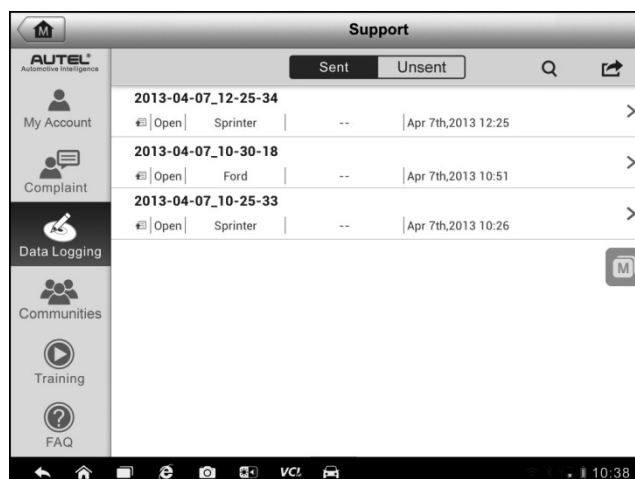 M
Support
AUTEL®
Automotive Intelligence
Sent Unsent
My Account
2013-04-07_12-25-34
Open Sprinter -- Apr 7th,2013 12:25
Complaint
2013-04-07_10-30-18
Open Ford -- Apr 7th,2013 10:51
2013-04-07_10-25-33
Open Sprinter -- Apr 7th,2013 10:26
Data Logging
M
Communities
Training
?
FAQ
VCI 10:38